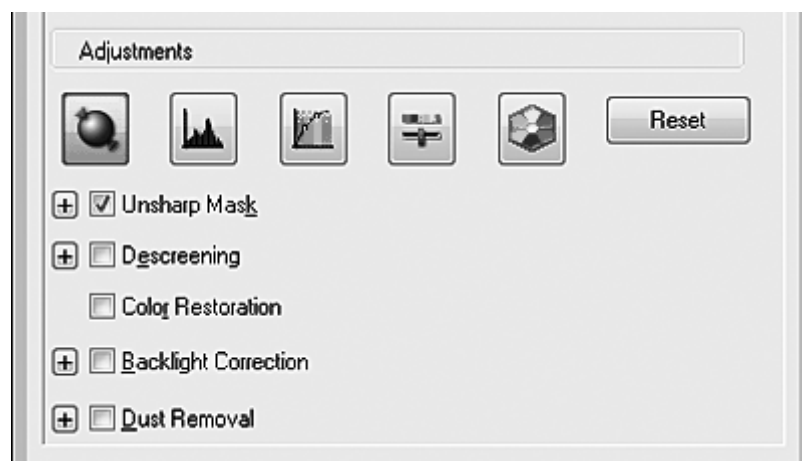 Adjustments
Reset
Unsharp Mask
Descreening
Color Restoration
Backlight Correction
Dust Removal